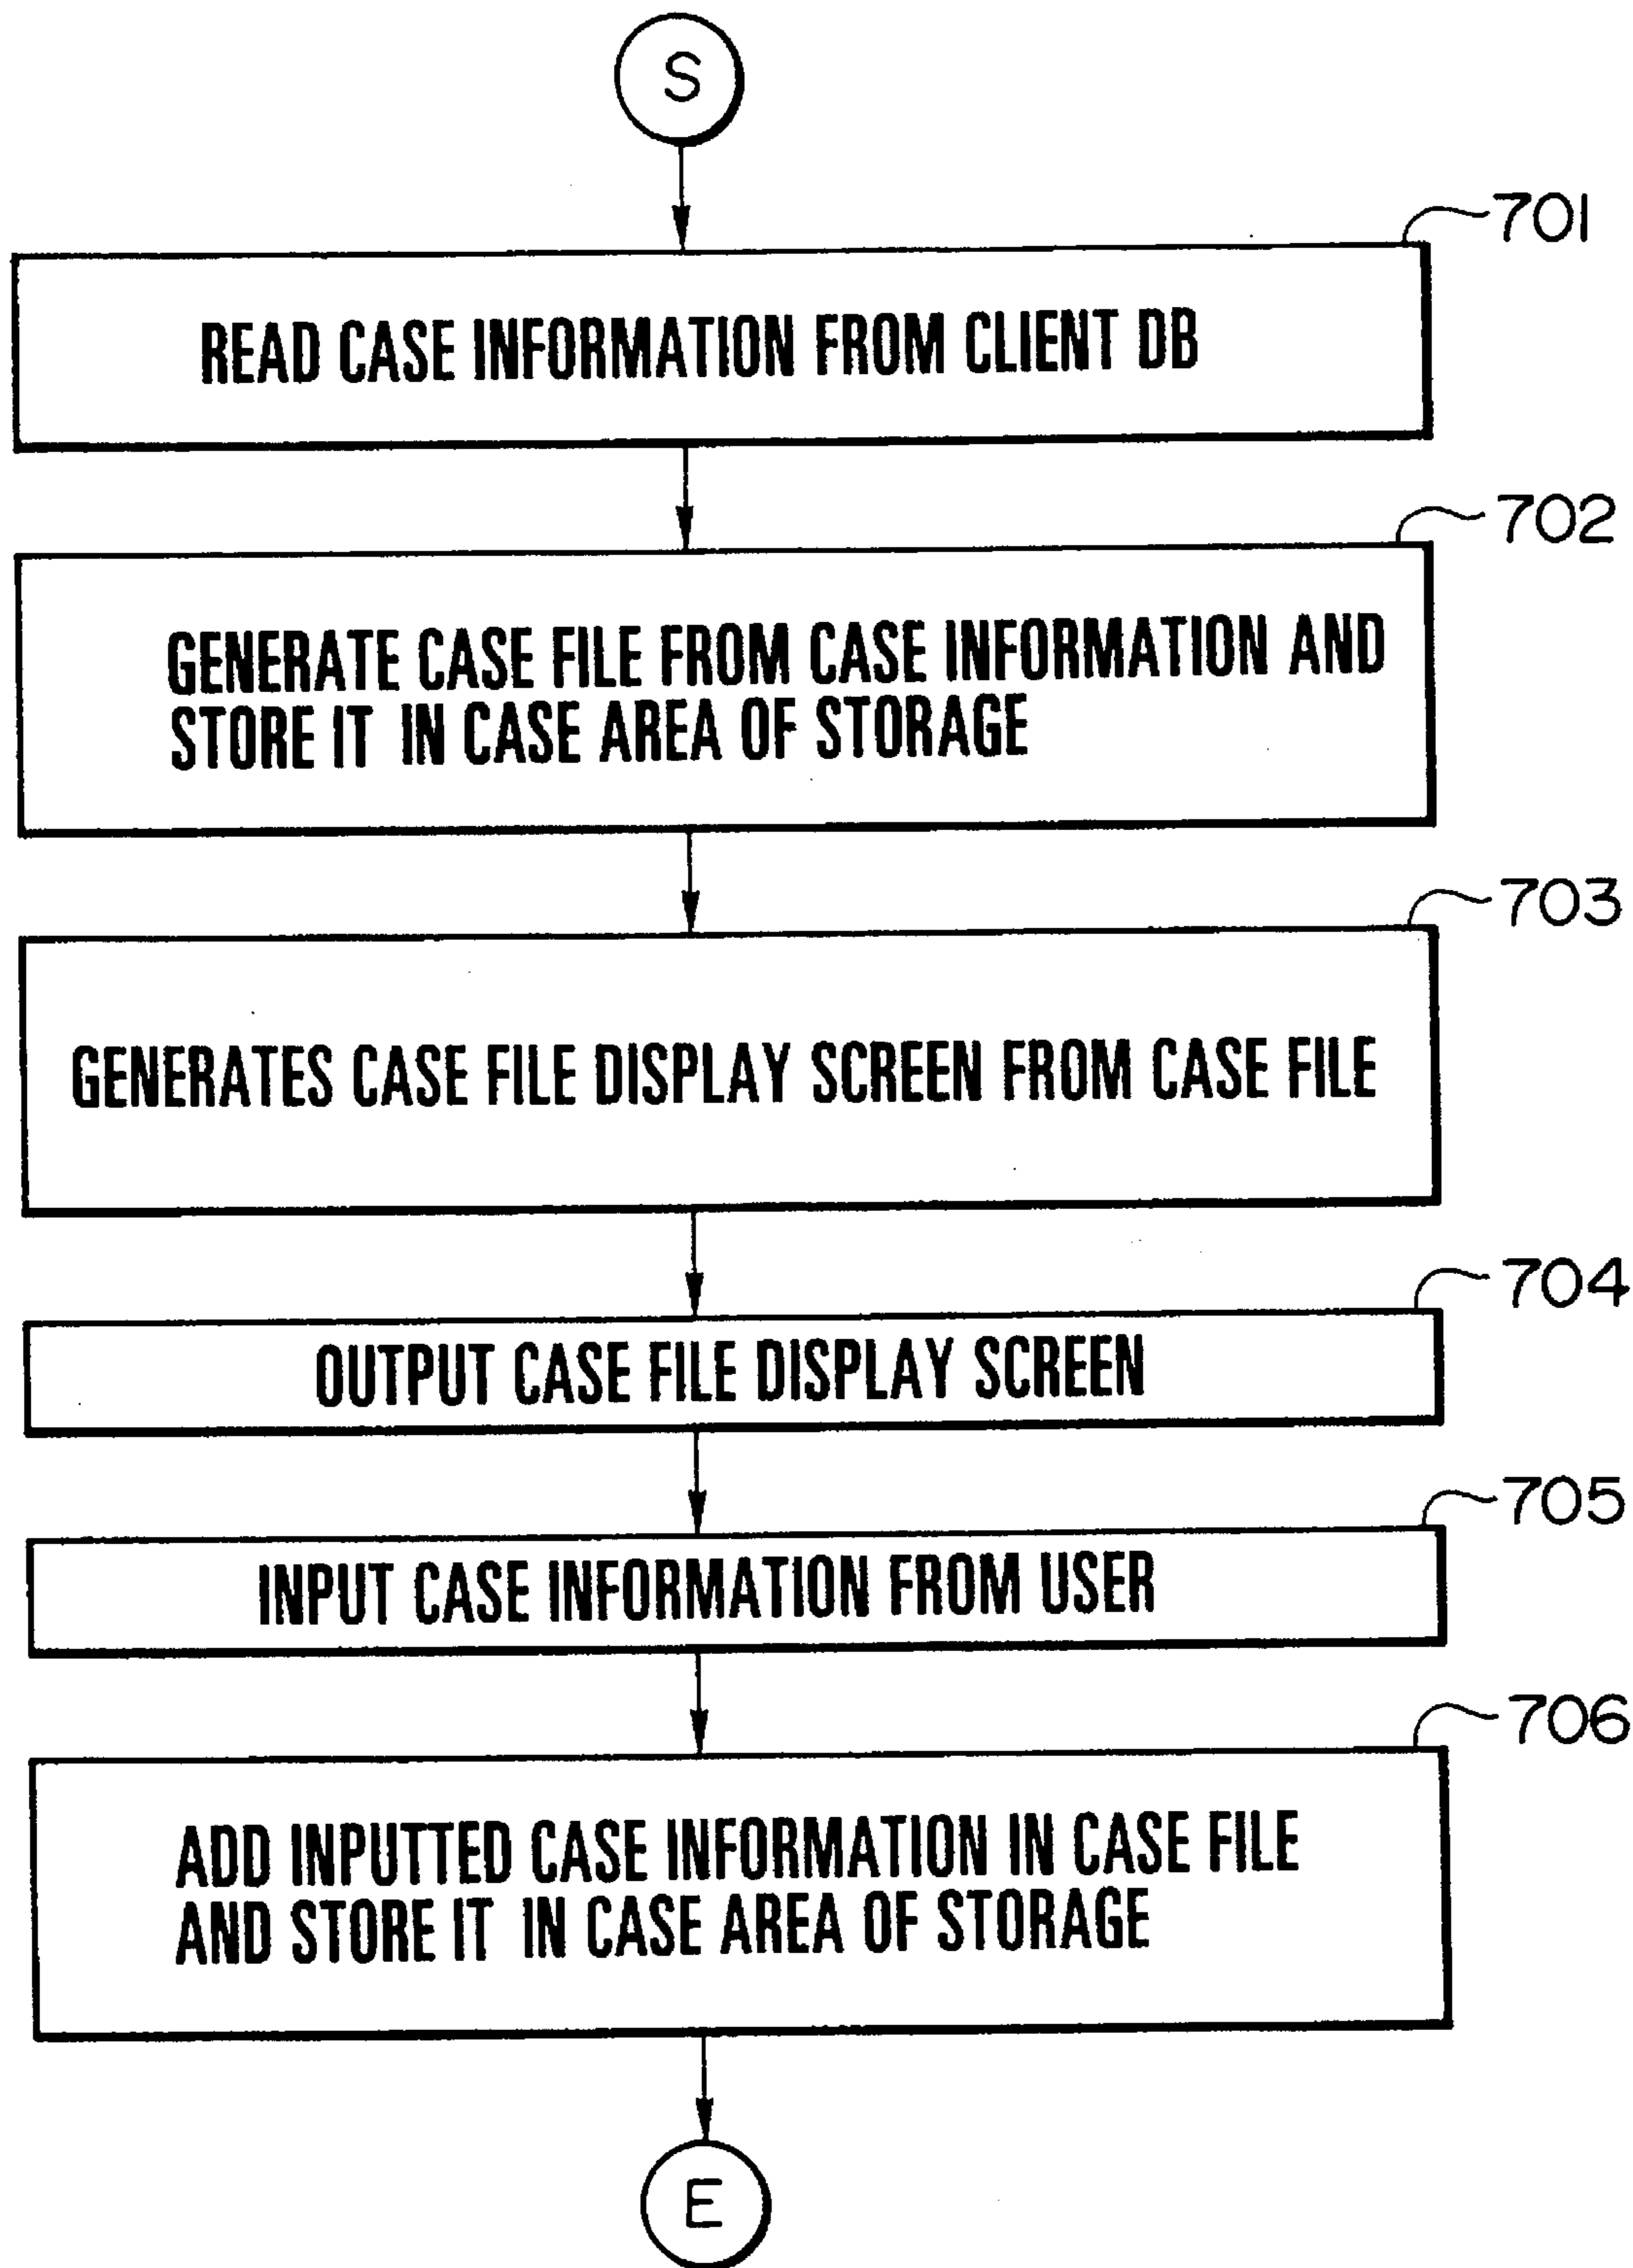 S
701
READ CASE INFORMATION FROM CLIENT DB
702
GENERATE CASE FILE FROM CASE INFORMATION AND
STORE IT IN CASE AREA OF STORAGE
703
GENERATES CASE FILE DISPLAY SCREEN FROM CASE FILE
704
OUTPUT CASE FILE DISPLAY SCREEN
705
INPUT CASE INFORMATION FROM USER
706
ADD INPUTTED CASE INFORMATION IN CASE FILE
AND STORE IT IN CASE AREA OF STORAGE
E